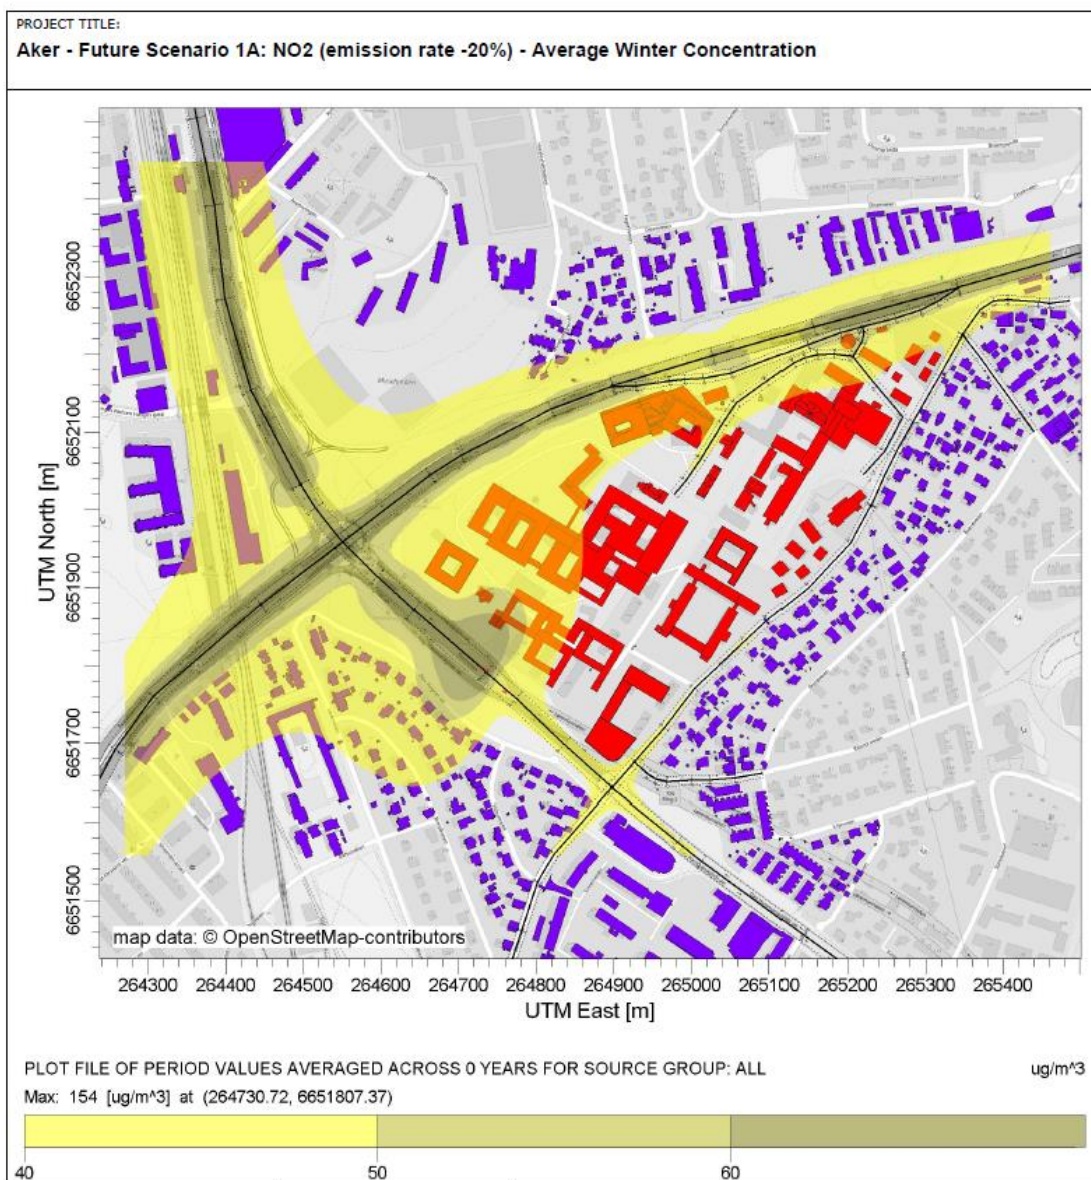 PROJECT TITLE:
Aker - Future Scenario 1A: NO2 (emission rate -20%) - Average Winter Concentration
UTM North [m]
6652300
6652100
6651900
6651700
6651500
map data: © OpenStreetMap-contributors
264300 264400 264500 264600 264700 264800 264900 265000 265100 265200 265300 265400
UTM East [m]
PLOT FILE OF PERIOD VALUES AVERAGED ACROSS 0 YEARS FOR SOURCE GROUP: ALL ug/m^3
Max: 154 [ug/m^3] at (264730.72, 6651807.37)
40 50 60